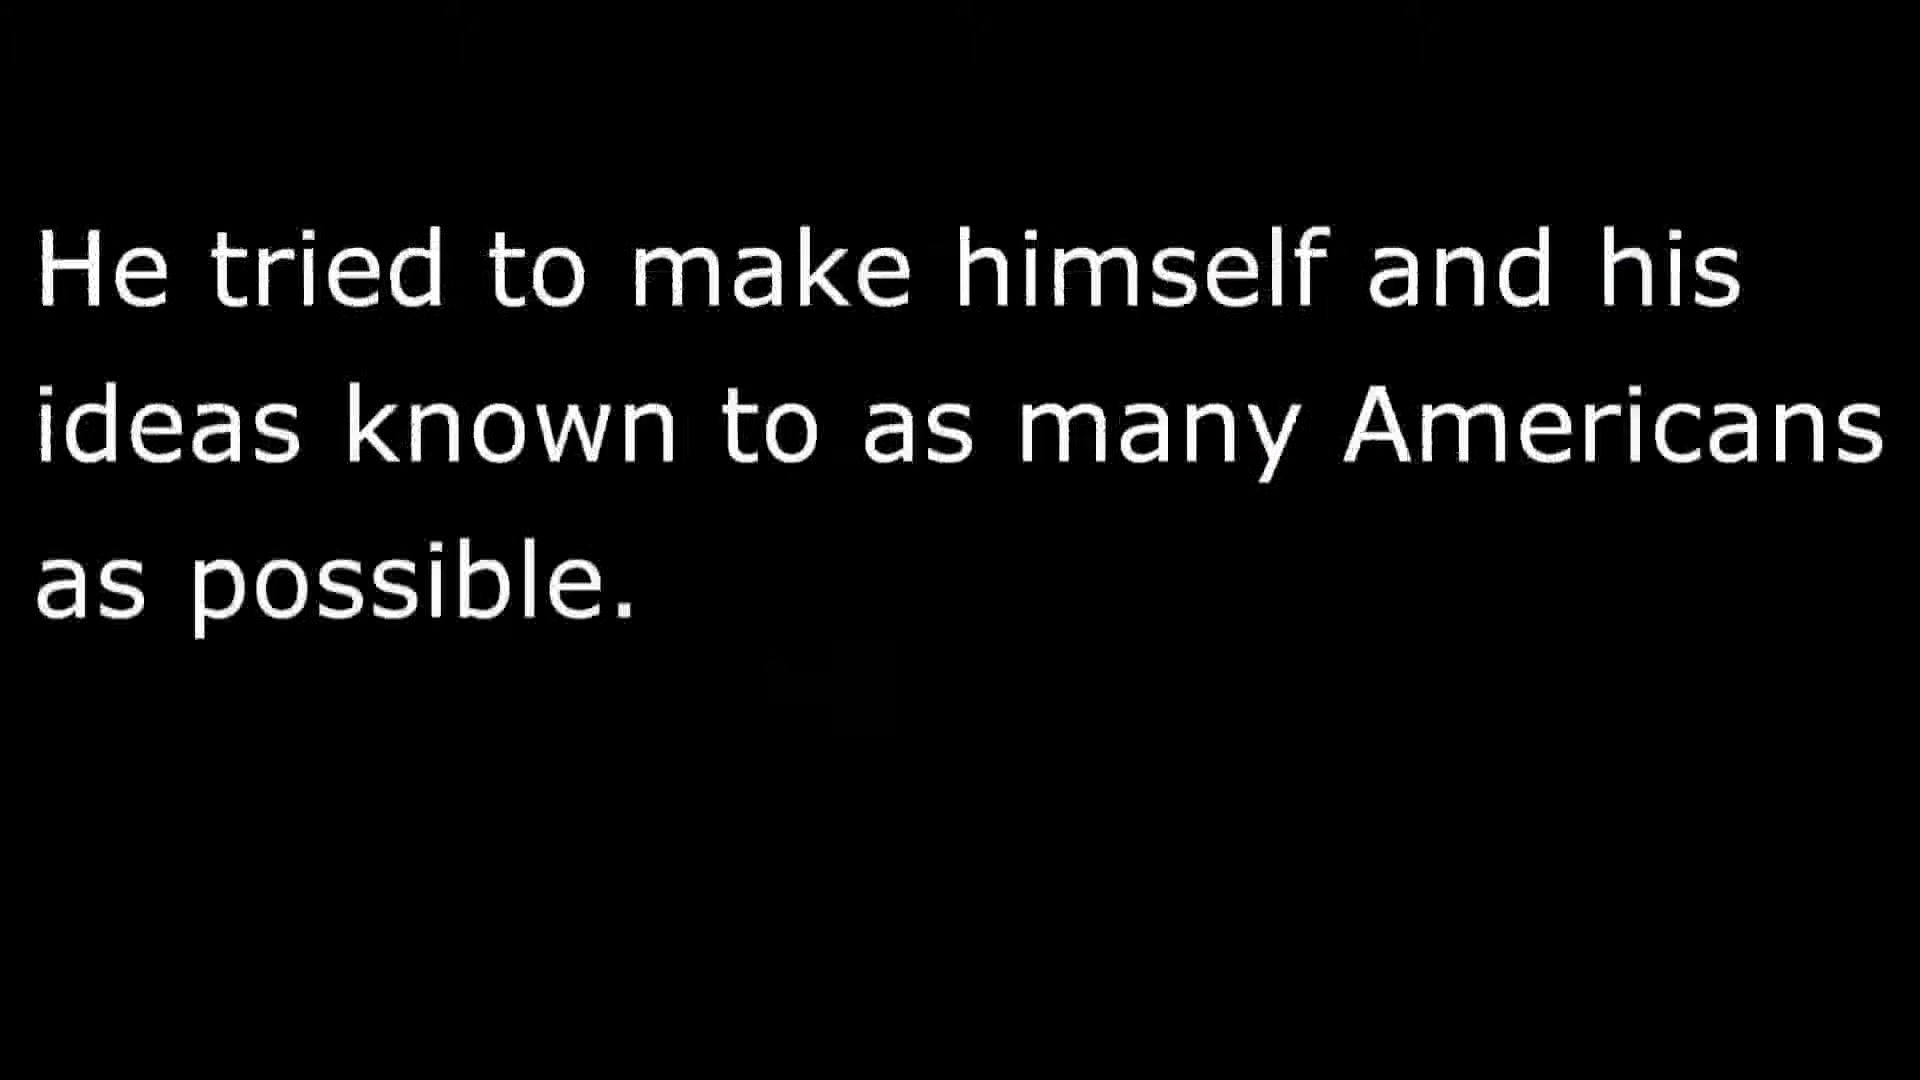 He tried to make himself and his
ideas known to as many Americans
as possible.